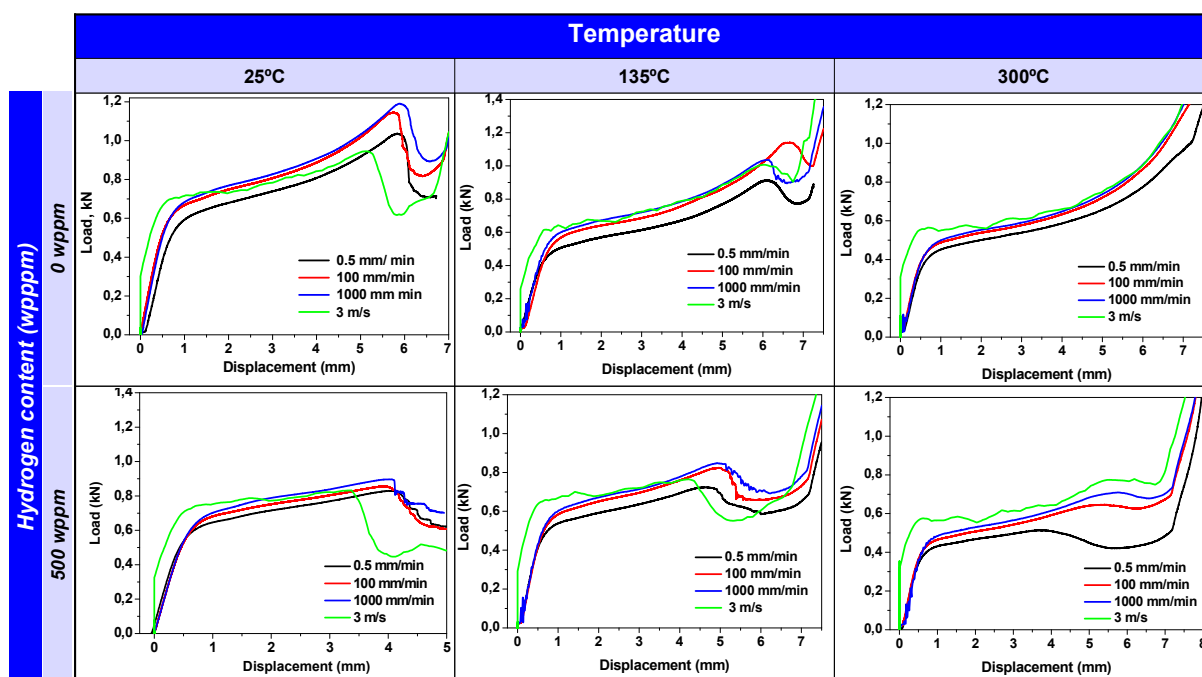 Temperature
25ºC
135ºC
300ºC
Hydrogen content (wpppm)
0 wppm
500 wppm
1,2
1,0
0,8
0,6
0,4
0,2
0,0
Load, kN)
0 1 2 3 4 5 6 7
Displacement (mm)
0.5 mm/ min
100 mm/min
1000 mm min
3 m/s
1,4
1,2
1,0
0,8
0,6
0,4
0,2
0,0
Load (kN)
0 1 2 3 4 5 6 7
Displacement (mm)
0.5 mm/min
100 mm/min
1000 mm/min
3 m/s
1,2
1,0
0,8
0,6
0,4
0,2
0,0
Load (kN)
0 1 2 3 4 5 6 7
Displacement (mm)
0.5 mm/min
100 mm/min
1000 mm/min
3 m/s
1,4
1,2
1,0
0,8
0,6
0,4
0,2
0,0
Load (kN)
0 1 2 3 4 5
Displacement (mm)
0.5 mm/min
100 mm/min
1000 mm/min
3 m/s
1,2
1,0
0,8
0,6
0,4
0,2
0,0
Load (kN)
0 1 2 3 4 5 6 7
Displacement (mm)
0.5 mm/min
100 mm/min
1000 mm/min
3 m/s
1,2
1,0
0,8
0,6
0,4
0,2
0,0
Load (kN)
0 1 2 3 4 5 6 7 8
Displacement (mm)
0.5 mm/min
100 mm/min
1000 mm/min
3 m/s